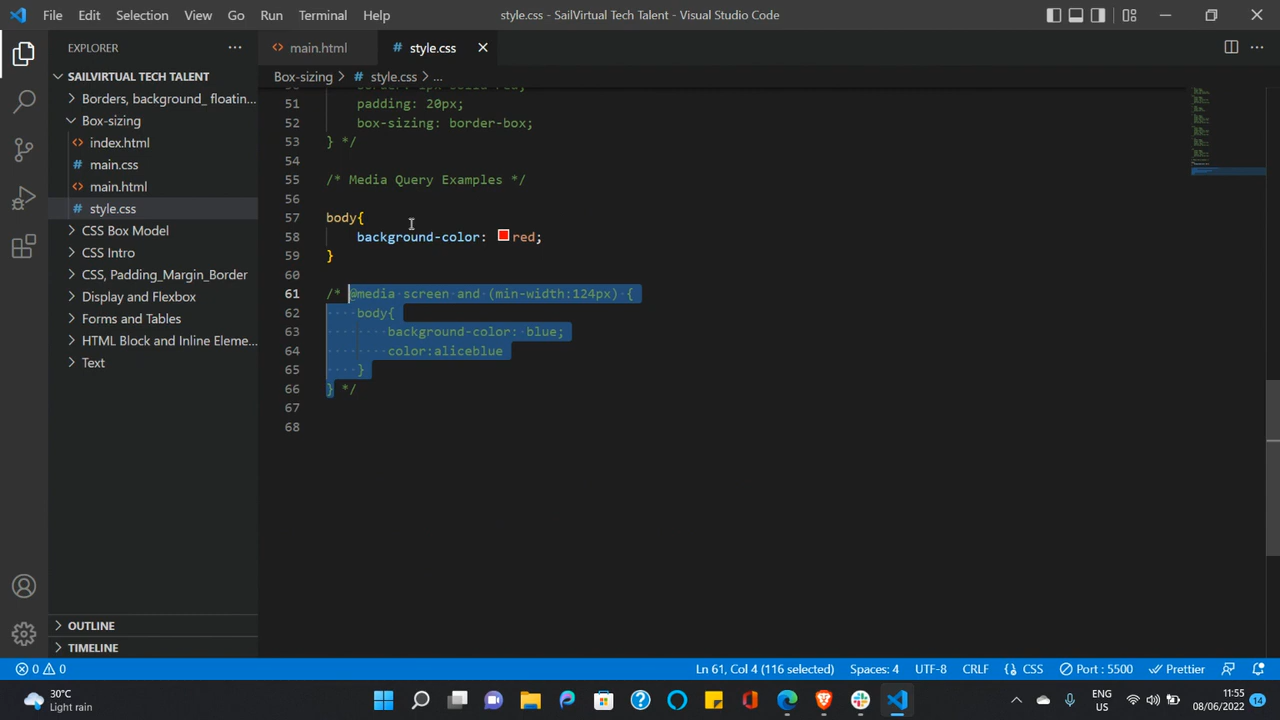 File Edit Selection View Go Run Terminal Help
style.css - SailVirtual Tech Talent - Visual Studio Code
EXPLORER
main.html
style.css
SAILVIRTUAL TECH TALENT
Box-sizing > # style.css > ...
Borders, background_ floatin...
Box-sizing
index.html
main.css
main.html
style.css
CSS Box Model
CSS Intro
CSS, Padding_Margin_Border
Display and Flexbox
Forms and Tables
HTML Block and Inline Eleme...
Text
OUTLINE
TIMELINE
51 padding: 20px;
52 box-sizing: border-box;
53 } */
54
55 /* Media Query Examples */
56
57 body{
58 background-color: red;
59 }
60
61 /* @media screen and (min-width:124px) {
62 body{
63 background-color: blue;
64 color:aliceblue
65 }
66 } */
67
68
0 0
Ln 61, Col 4 (116 selected) Spaces: 4 UTF-8 CRLF {} CSS Port : 5500 Prettier
30°C
Light rain
ENG
US
11:55
08/06/2022
14